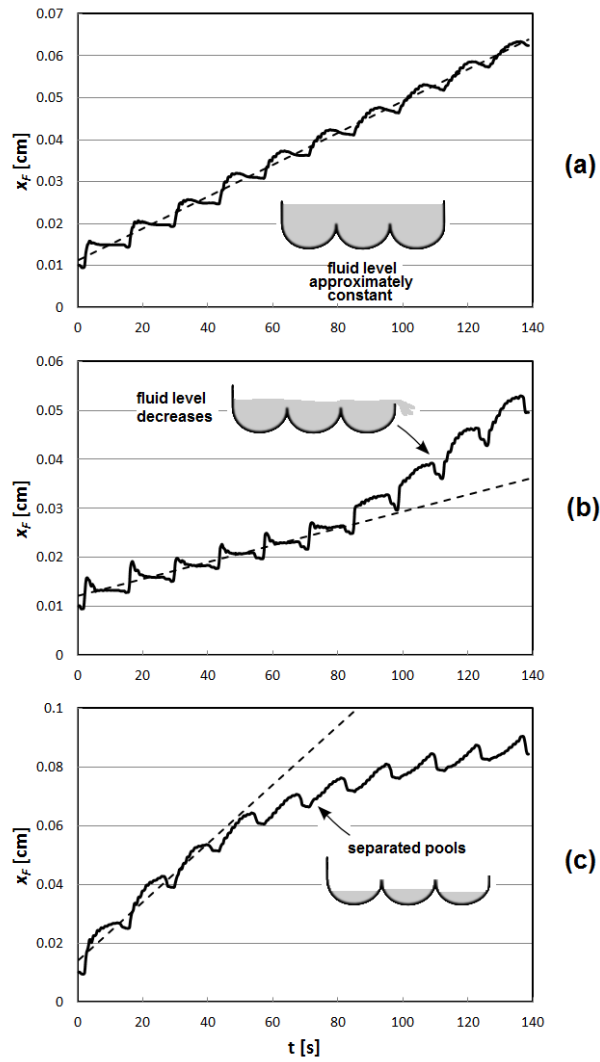 0.07
0.06
0.05
0.04
0.03
0.02
0.01
0
x_F [cm]
fluid level
approximately
constant
(a)
0 20 40 60 80 100 120 140
0.06
0.05
0.04
0.03
0.02
0.01
0
x_F [cm]
fluid level
decreases
(b)
0 20 40 60 80 100 120 140
0.1
0.08
0.06
0.04
0.02
0
x_F [cm]
separated pools
(c)
0 20 40 60 80 100 120 140
t [s]